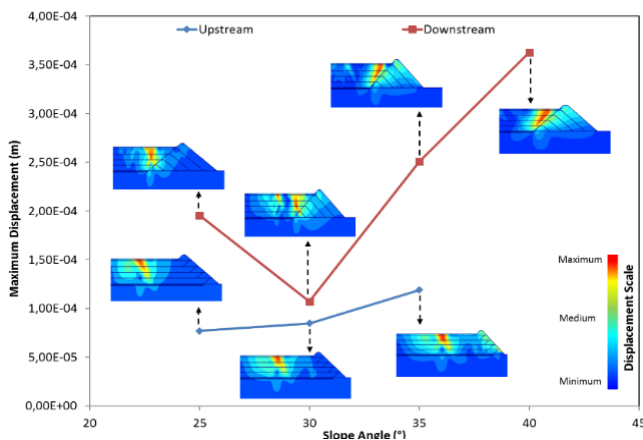 Upstream
Downstream
4,00E-04
3,50E-04
3,00E-04
2,50E-04
2,00E-04
1,50E-04
1,00E-04
5,00E-05
0,00E+00
Maximum Displacement (m)
20
25
30
35
40
45
Slope Angle (°)
Maximum
Medium
Minimum
Displacement Scale